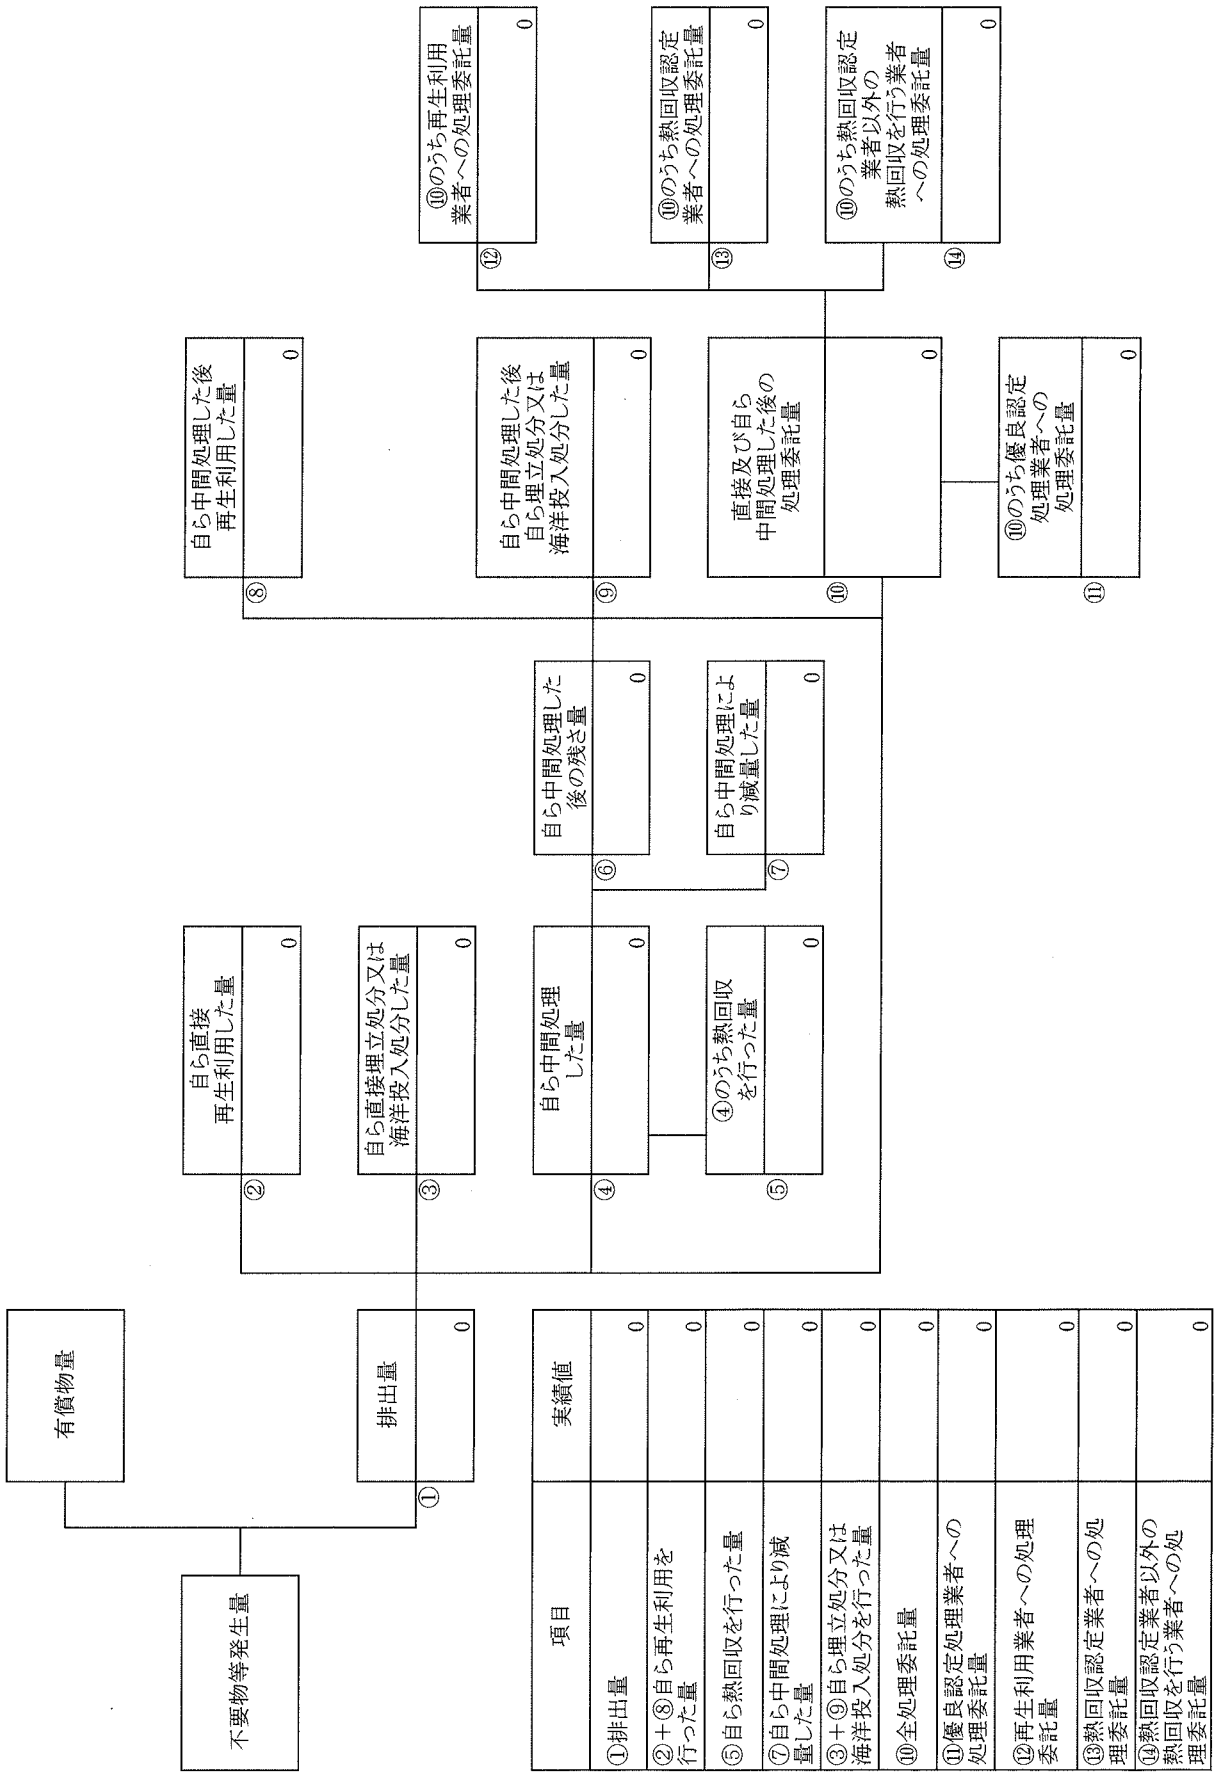 不要物等発生量
有償物量
①
排出量
0
②
自ら直接
再生利用した量
0
③
自ら直接埋立処分又は
海洋投入処分した量
0
④
自ら中間処理
した量
0
⑤
④のうち熱回収
を行った量
0
⑥
自ら中間処理した
後の残さ量
0
⑦
自ら中間処理によ
り減量した量
0
⑧
自ら中間処理した後
再生利用した量
0
⑨
自ら中間処理した後
自ら埋立処分又は
海洋投入処分した量
0
⑩
直接及び自ら
中間処理した後の
処理委託量
0
⑪
⑩のうち優良認定
処理業者への
処理委託量
0
⑫
⑩のうち再生利用
業者への処理委託量
0
⑬
⑩のうち熱回収認定
業者への処理委託量
0
⑭
⑩のうち熱回収認定
業者以外の
熱回収を行う業者
への処理委託量
0
項目 実績値
①排出量 0
②+⑧自ら再生利用を
行った量 0
⑤自ら熱回収を行った量 0
⑦自ら中間処理により減
量した量 0
③+⑨自ら埋立処分又は
海洋投入処分を行った量 0
⑩全処理委託量 0
⑪優良認定処理業者への
処理委託量 0
⑫再生利用業者への処理
委託量 0
⑬熱回収認定業者への処
理委託量 0
⑭熱回収認定業者以外の
熱回収を行う業者への処
理委託量 0